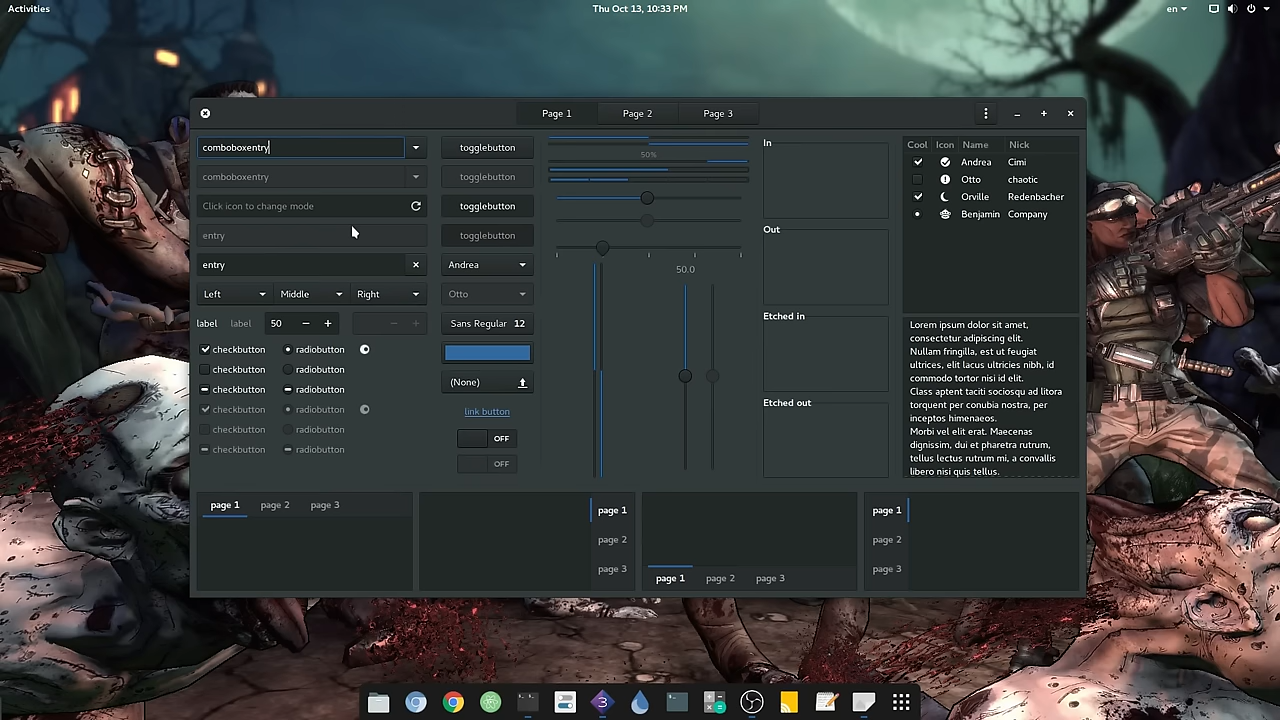 Activities
Thu Oct 13, 10:33 PM
en
Page 1
Page 2
Page 3
comboboxentry
comboboxentry
Click icon to change mode
entry
entry
Left
Middle
Right
label
label
50
checkbutton
radiobutton
checkbutton
radiobutton
checkbutton
radiobutton
checkbutton
radiobutton
checkbutton
radiobutton
checkbutton
radiobutton
togglebutton
togglebutton
togglebutton
togglebutton
Andrea
Otto
Sans Regular 12
(None)
link button
OFF
OFF
50%
50.0
In
Out
Etched in
Etched out
Cool Icon Name Nick
Andrea Cimi
Otto chaotic
Orville Redenbacher
Benjamin Company
Lorem ipsum dolor sit amet,
consectetur adipiscing elit.
Nullam fringilla, est ut feugiat
ultrices, elit lacus ultricies nibh, id
commodo tortor nisi id elit.
Class aptent taciti sociosqu ad litora
torquent per conubia nostra, per
inceptos himenaeos.
Morbi vel elit erat. Maecenas
dignissim, dui et pharetra rutrum,
tellus lectus rutrum mi, a convallis
libero nisi quis tellus.
page 1
page 2
page 3
page 1
page 2
page 3
page 1
page 2
page 3
page 1
page 2
page 3